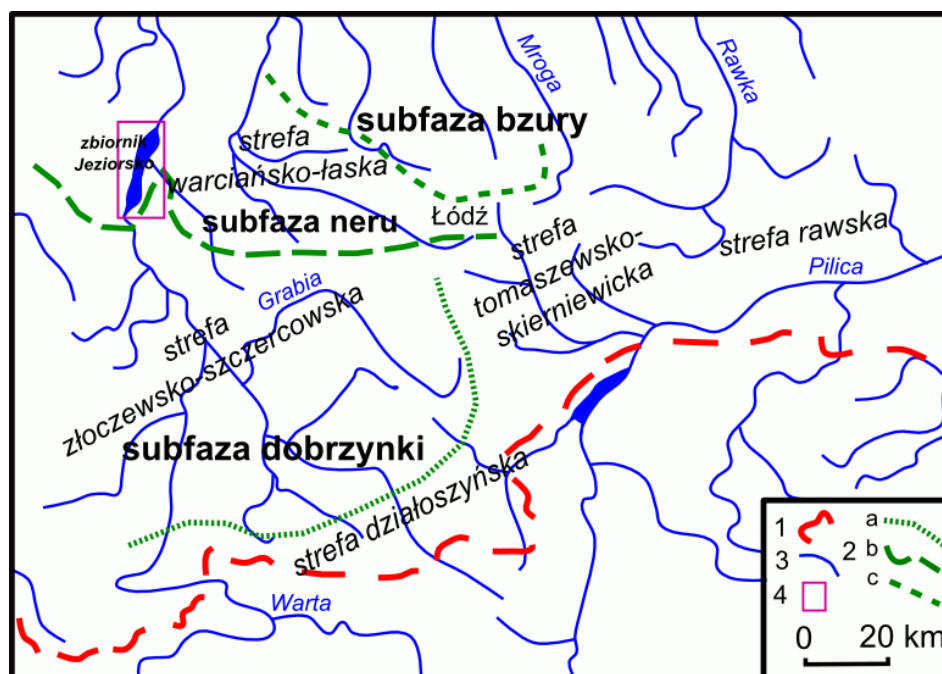 Mroga
Rawka
subfaza bzury
zbiornik
Jeziorsko
strefa
warciańsko-łaska
subfaza neru
Łódź
strefa
tomaszewsko-
skierniewicka
strefa rawska
Pilica
Grabia
strefa
złoczewsko-szczercowska
subfaza dobrzynki
strefa działoszyńska
Warta
1
3
4
2
a
b
c
0 20 km